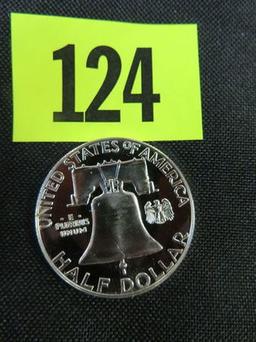 124
UNITED STATES OF AMERICA
· E ·
PLURIBUS
UNUM
HALF DOLLAR